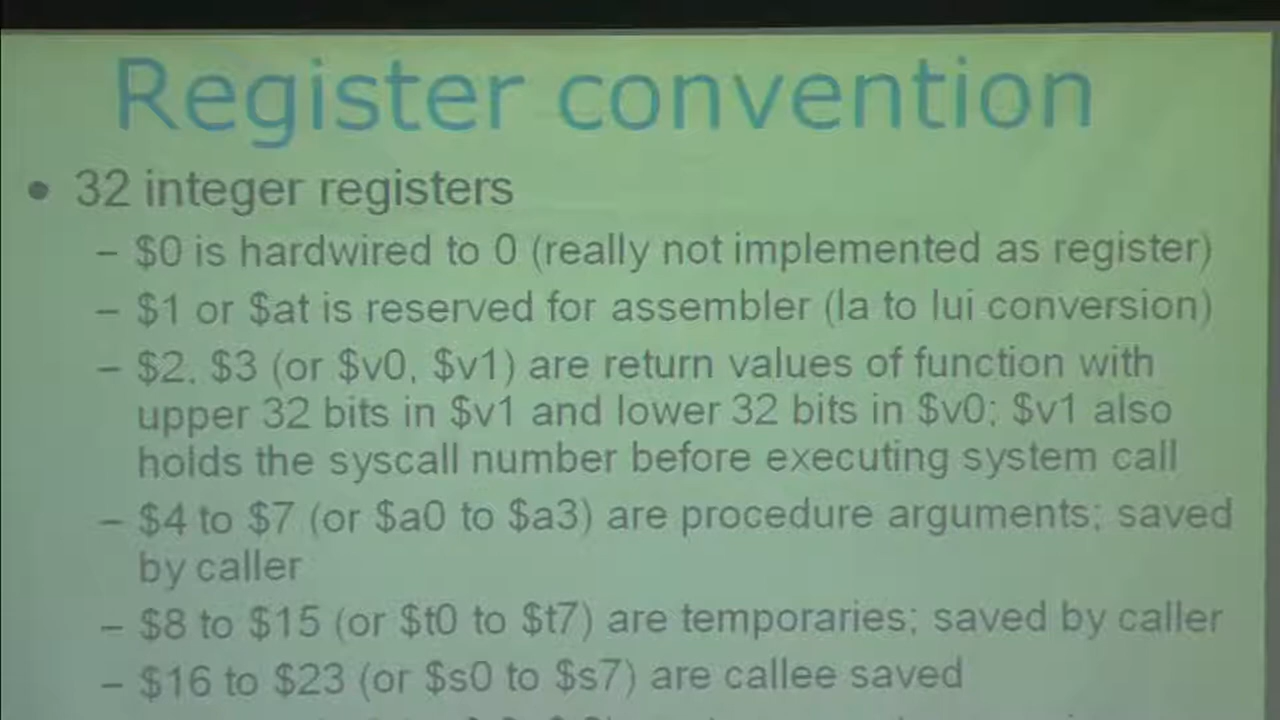 Register convention
• 32 integer registers
– $0 is hardwired to 0 (really not implemented as register)
– $1 or $at is reserved for assembler (la to lui conversion)
– $2, $3 (or $v0, $v1) are return values of function with
upper 32 bits in $v1 and lower 32 bits in $v0; $v1 also
holds the syscall number before executing system call
– $4 to $7 (or $a0 to $a3) are procedure arguments; saved
by caller
– $8 to $15 (or $t0 to $t7) are temporaries; saved by caller
– $16 to $23 (or $s0 to $s7) are callee saved